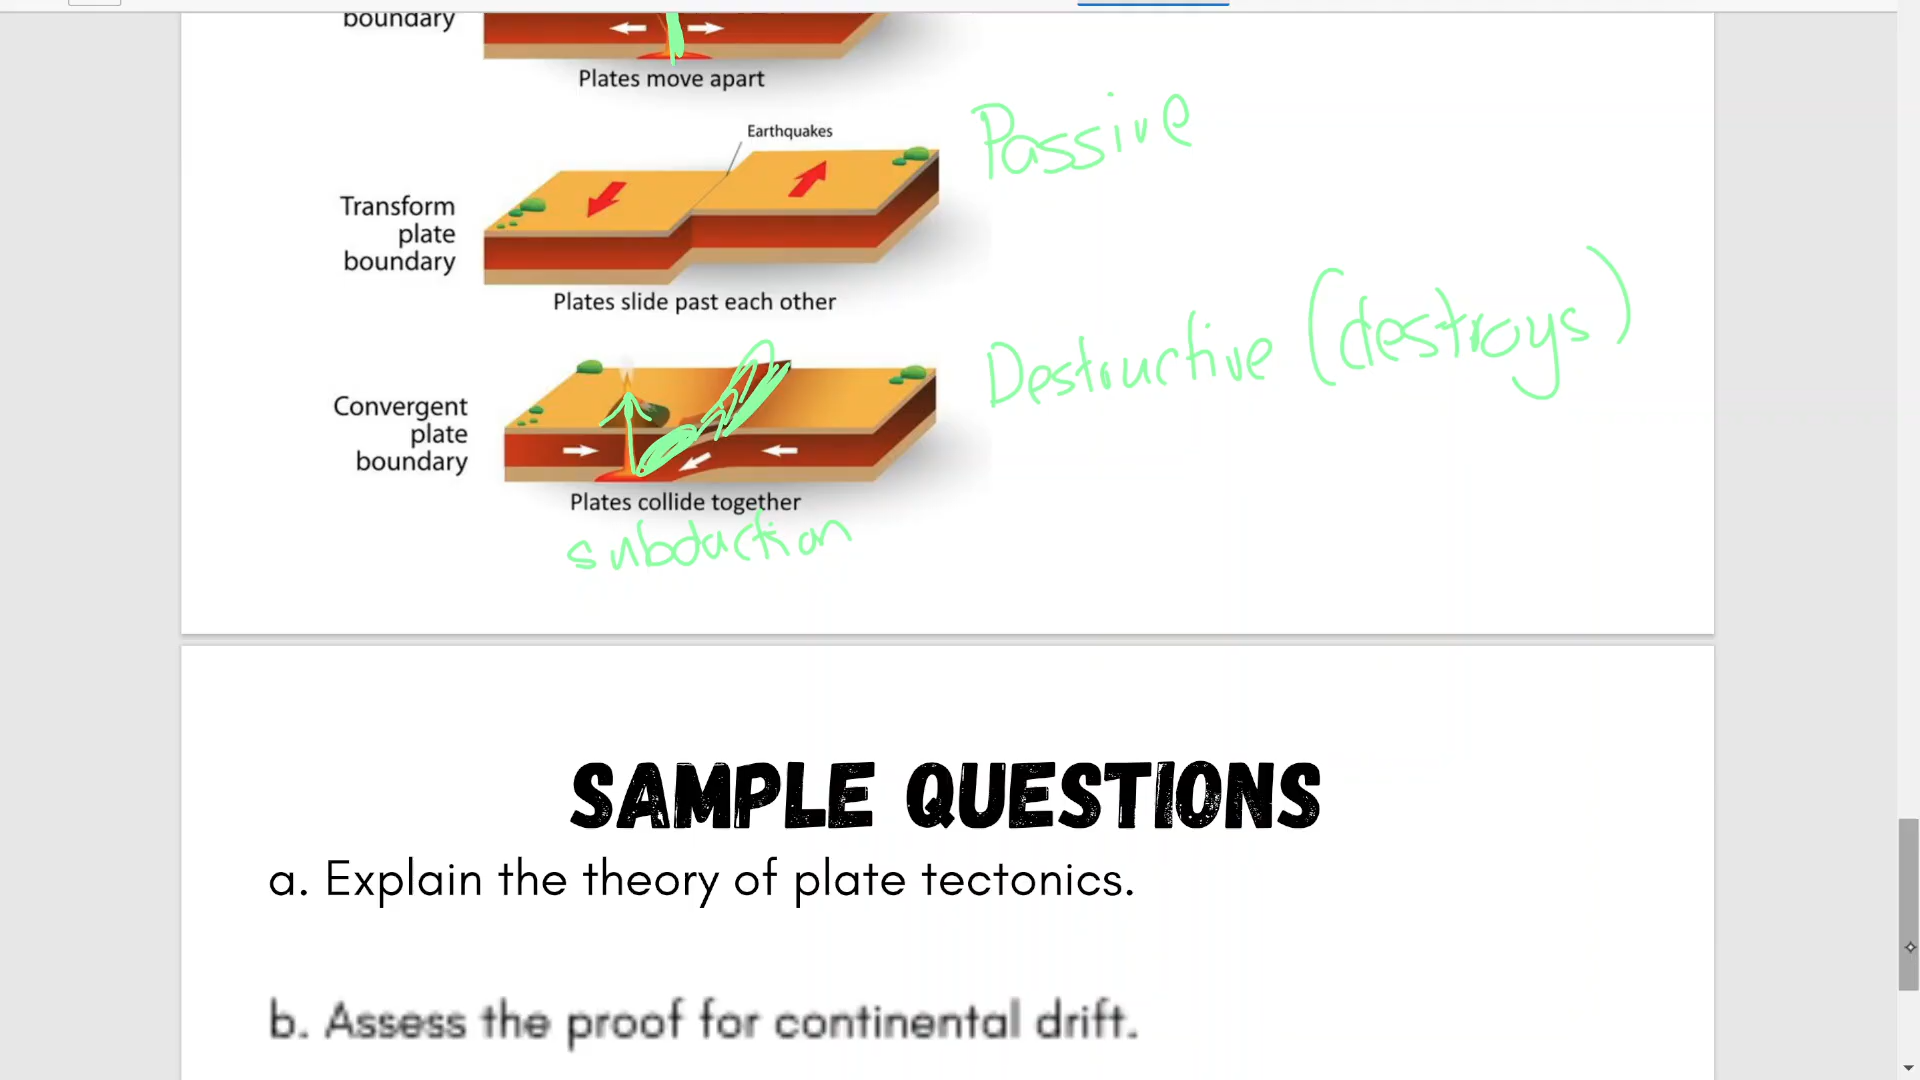 boundary
Plates move apart
Earthquakes
Passive
Transform
plate
boundary
Plates slide past each other
Destructive (destroys)
Convergent
plate
boundary
Plates collide together
subduction
SAMPLE QUESTIONS
a. Explain the theory of plate tectonics.
b. Assess the proof for continental drift.